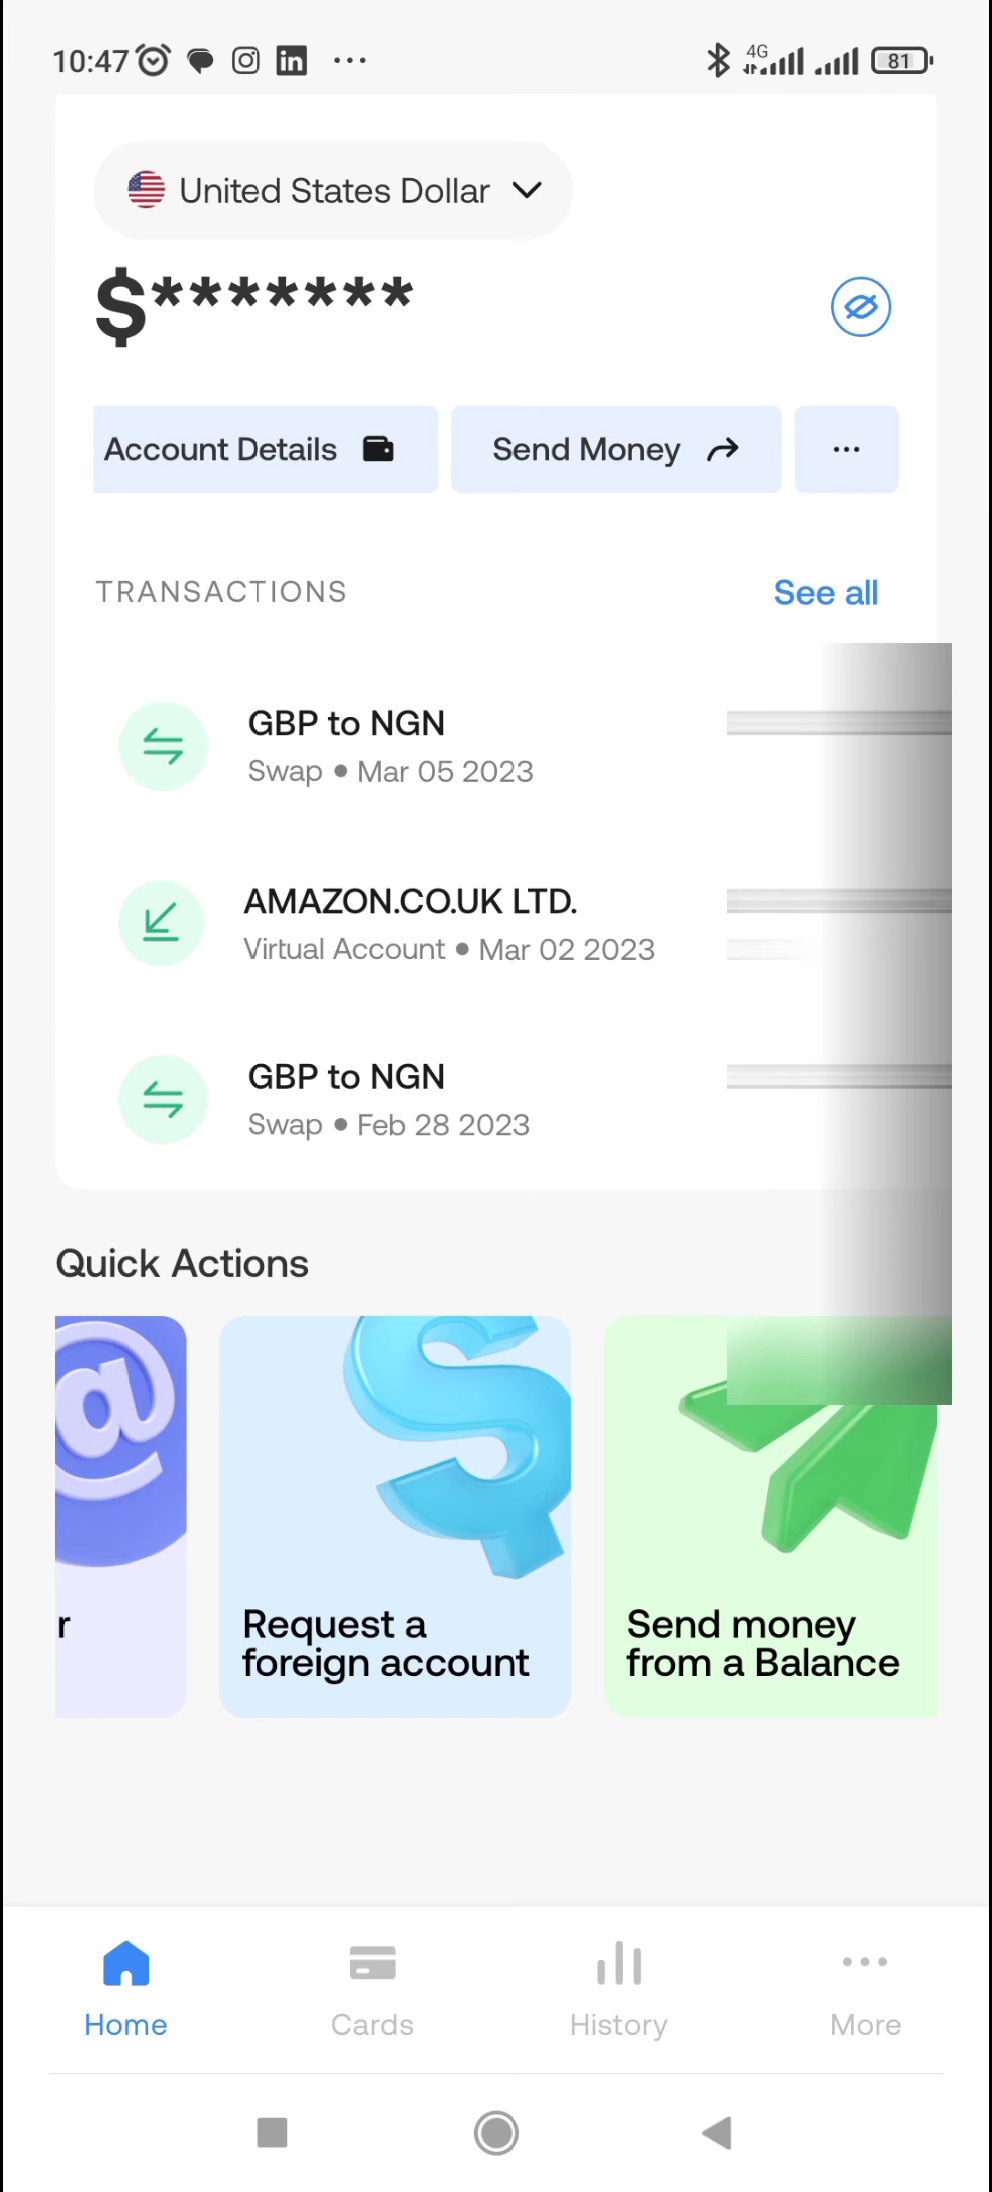 10:47 ... 4G 81
United States Dollar
$*******
Account Details
Send Money
...
TRANSACTIONS
See all
GBP to NGN
Swap • Mar 05 2023
AMAZON.CO.UK LTD.
Virtual Account • Mar 02 2023
GBP to NGN
Swap • Feb 28 2023
Quick Actions
@
r
Request a
foreign account
Send money
from a Balance
Home
Cards
History
More